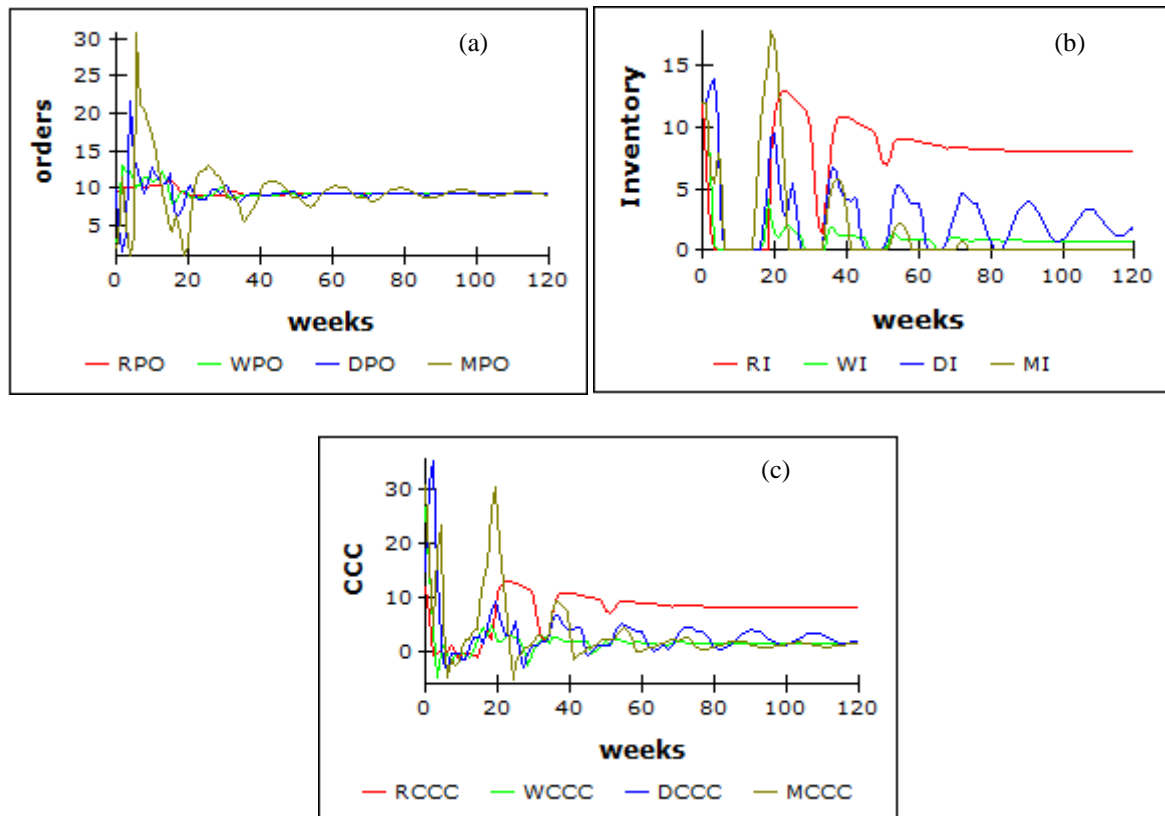 (a)
orders
30
25
20
15
10
5
0 20 40 60 80 100 120
weeks
RPO WPO DPO MPO
(b)
Inventory
15
10
5
0
0 20 40 60 80 100 120
weeks
RI WI DI MI
(c)
CCC
30
20
10
0
0 20 40 60 80 100 120
weeks
RCCC WCCC DCCC MCCC